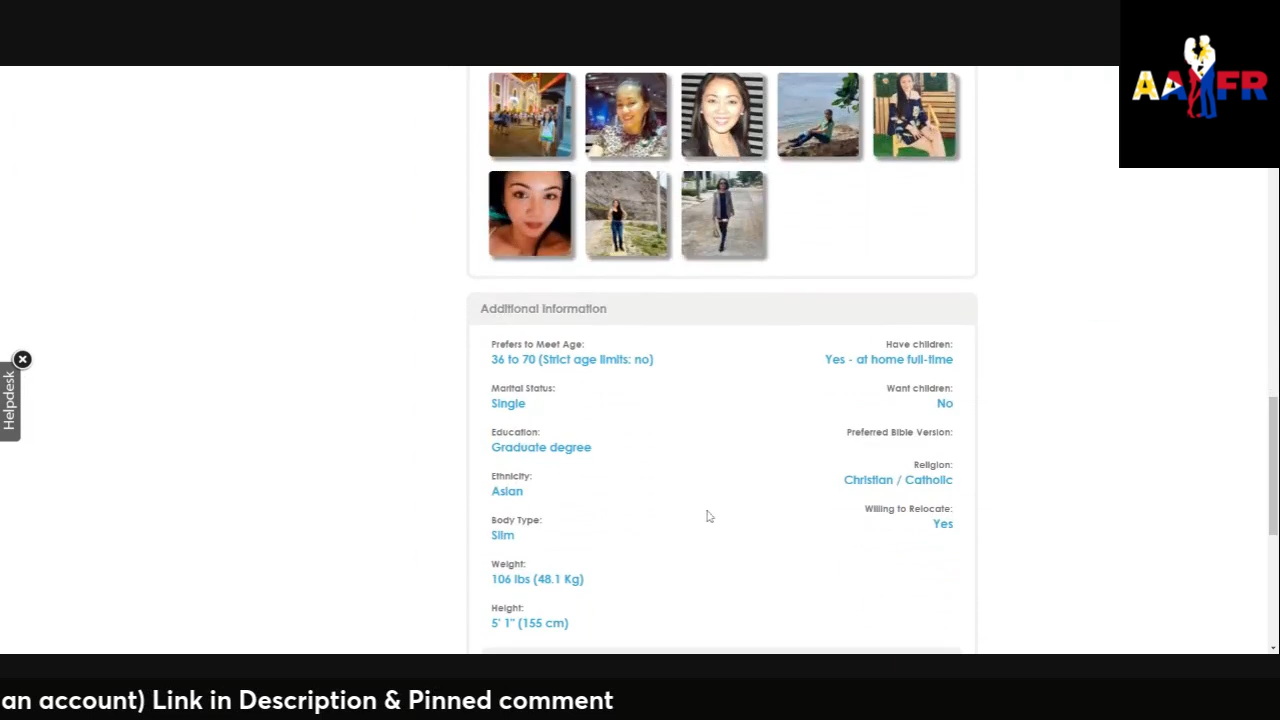 AAXFR
Additional Information
Prefers to Meet Age:
36 to 70 (Strict age limits: no)
Have children:
Yes - at home full-time
Marital Status:
Single
Want children:
No
Education:
Graduate degree
Preferred Bible Version:
Ethnicity:
Asian
Religion:
Christian / Catholic
Body Type:
Slim
Willing to Relocate:
Yes
Weight:
106 lbs (48.1 Kg)
Height:
5' 1" (155 cm)
Helpdesk
an account) Link in Description & Pinned comment